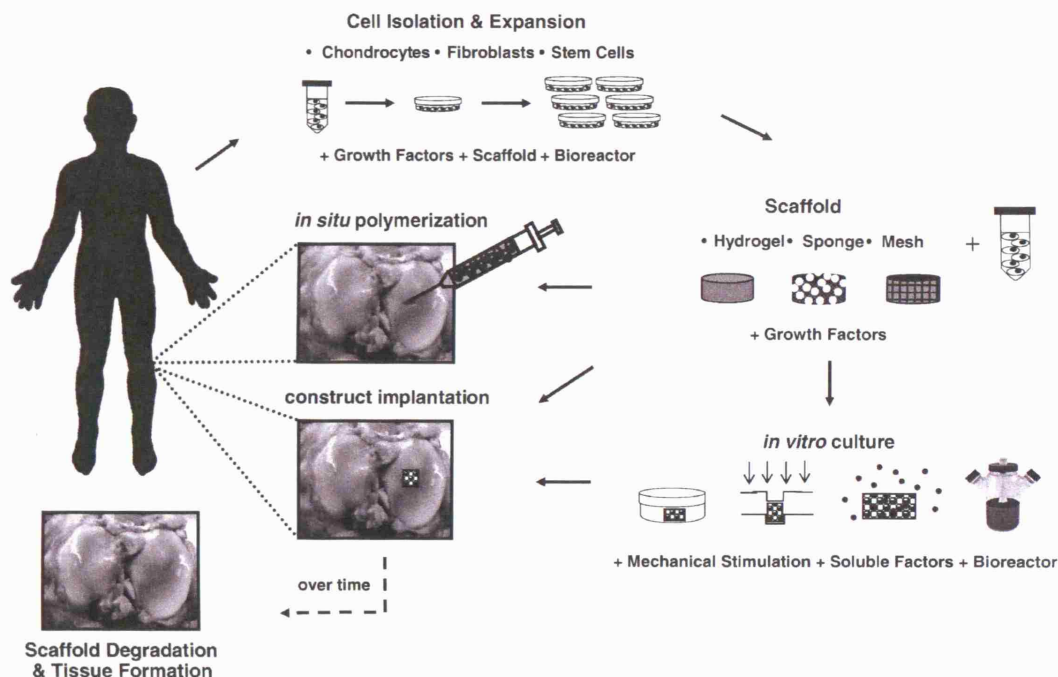 Cell Isolation & Expansion
• Chondrocytes • Fibroblasts • Stem Cells
+ Growth Factors + Scaffold + Bioreactor
in situ polymerization
Scaffold
• Hydrogel • Sponge • Mesh
+
+ Growth Factors
construct implantation
in vitro culture
+ Mechanical Stimulation + Soluble Factors + Bioreactor
over time
Scaffold Degradation
& Tissue Formation